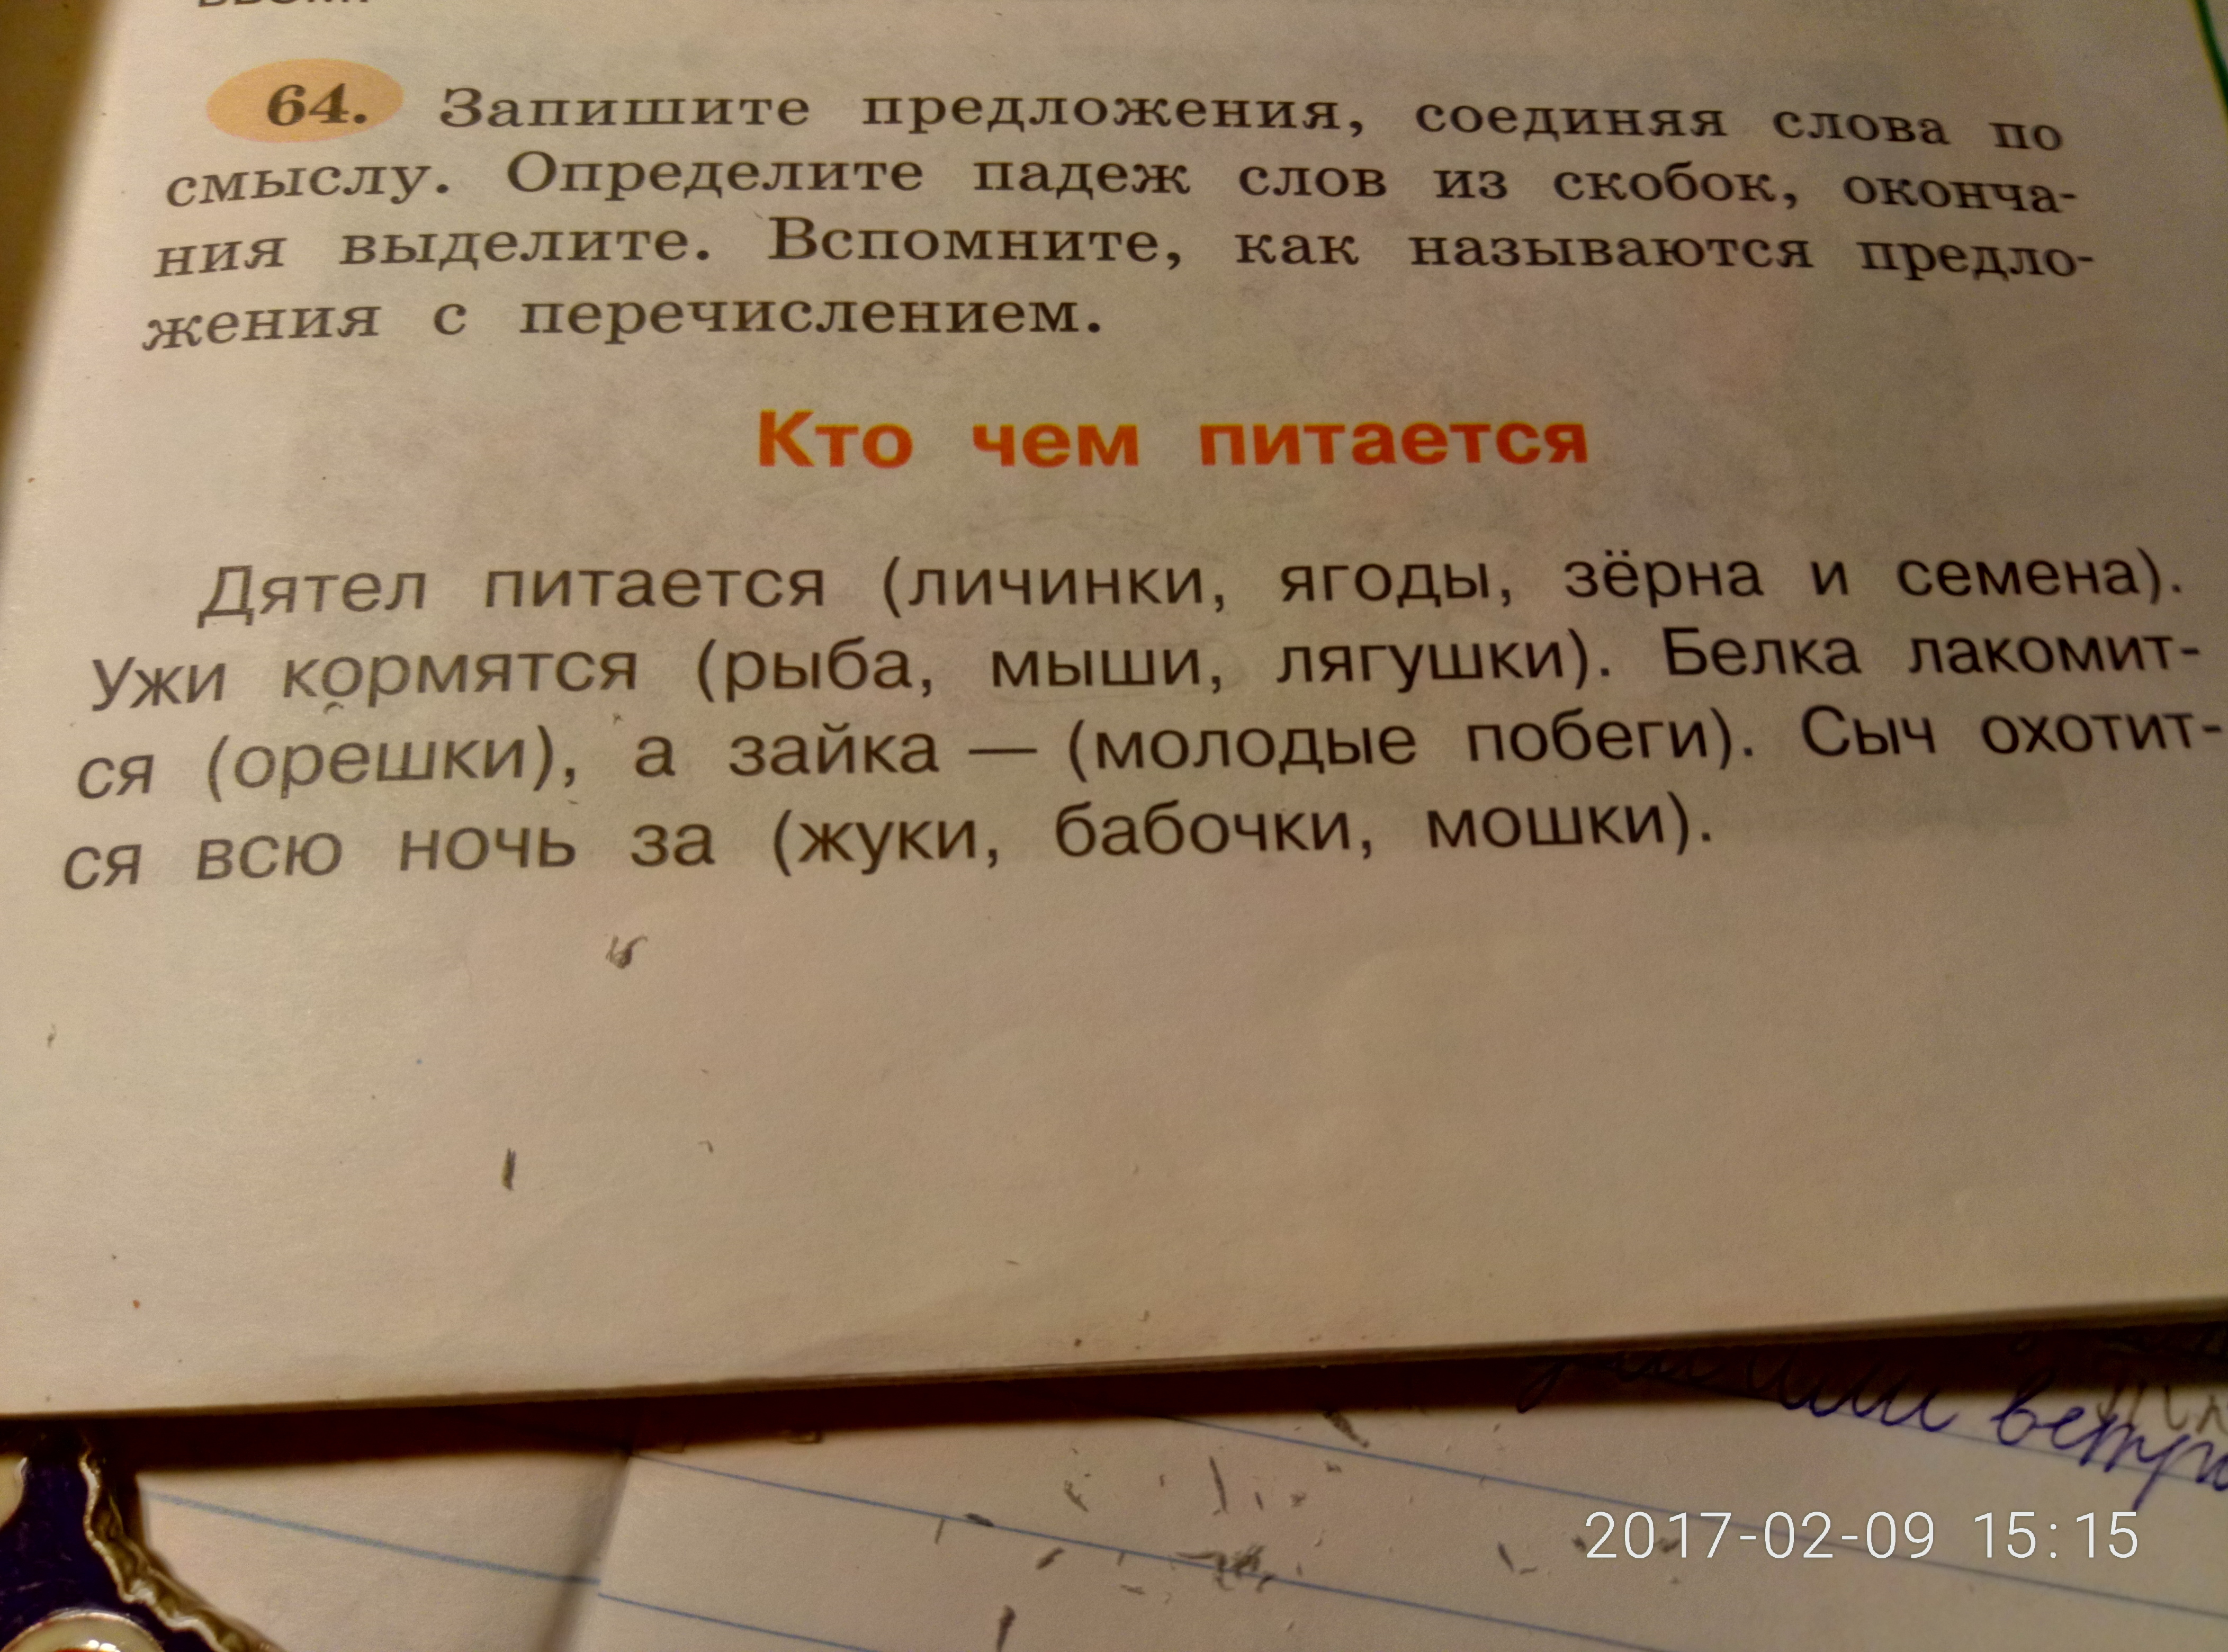 64. Запишите предложения, соединяя слова по
смыслу. Определите падеж слов из скобок, оконча-
ния выделите. Вспомните, как называются предло-
жения с перечислением.
Кто чем питается
Дятел питается (личинки, ягоды, зёрна и семена).
Ужи кормятся (рыба, мыши, лягушки). Белка лакомит-
ся (орешки), а зайка — (молодые побеги). Сыч охотит-
ся всю ночь за (жуки, бабочки, мошки).
2017-02-09 15:15